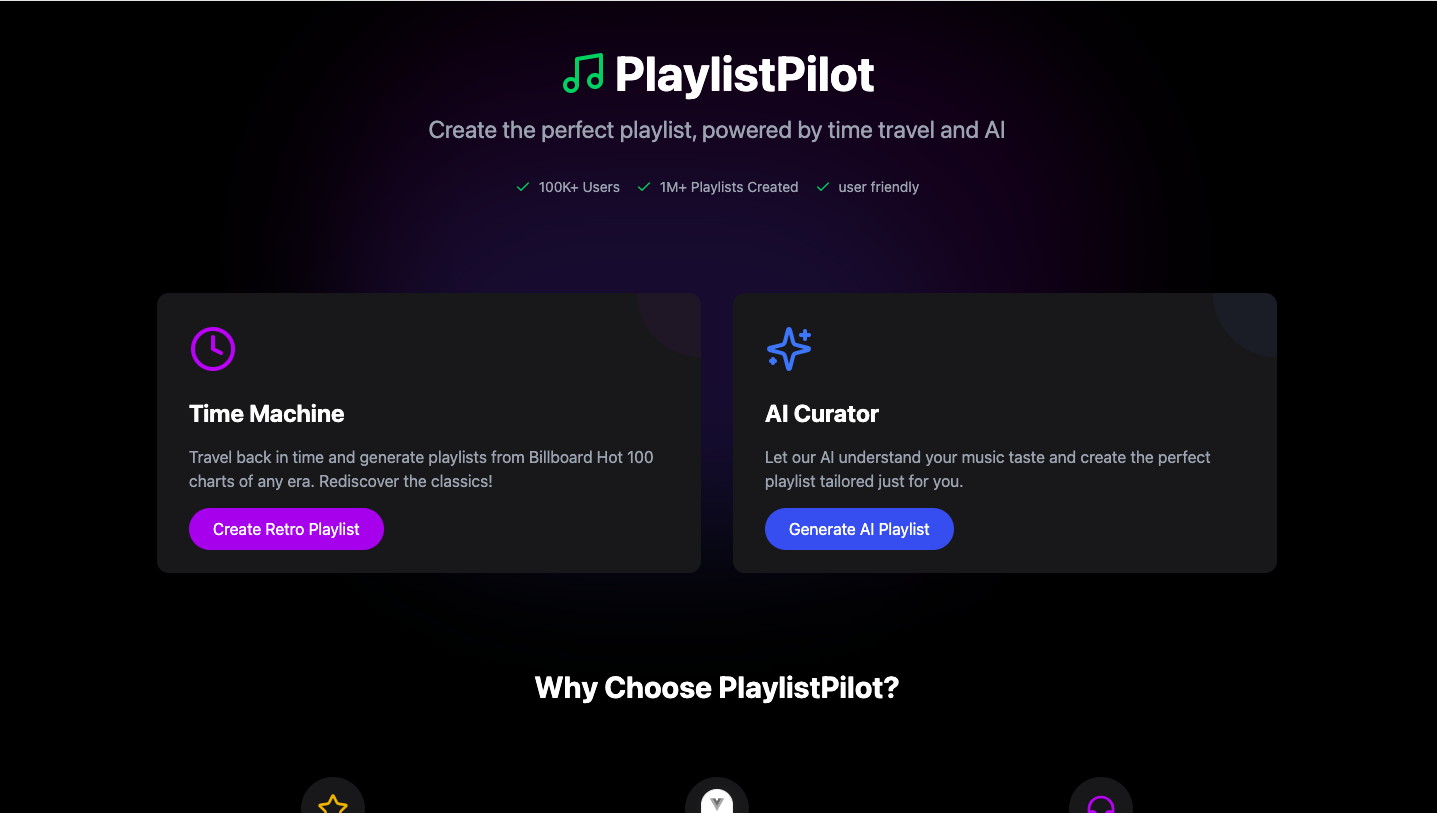 PlaylistPilot
Create the perfect playlist, powered by time travel and AI
100K+ Users 1M+ Playlists Created user friendly
Time Machine
Travel back in time and generate playlists from Billboard Hot 100
charts of any era. Rediscover the classics!
Create Retro Playlist
AI Curator
Let our AI understand your music taste and create the perfect
playlist tailored just for you.
Generate AI Playlist
Why Choose PlaylistPilot?